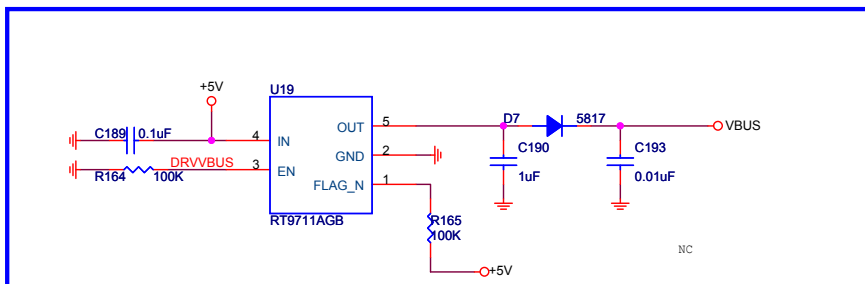 +5V
U19
C189 0.1uF
4 IN
OUT 5
D7 5817
VBUS
GND 2
C190
1uF
C193
0.01uF
DRVVBUS
3 EN
R164 100K
FLAG_N 1
RT9711AGB
R165
100K
+5V
NC